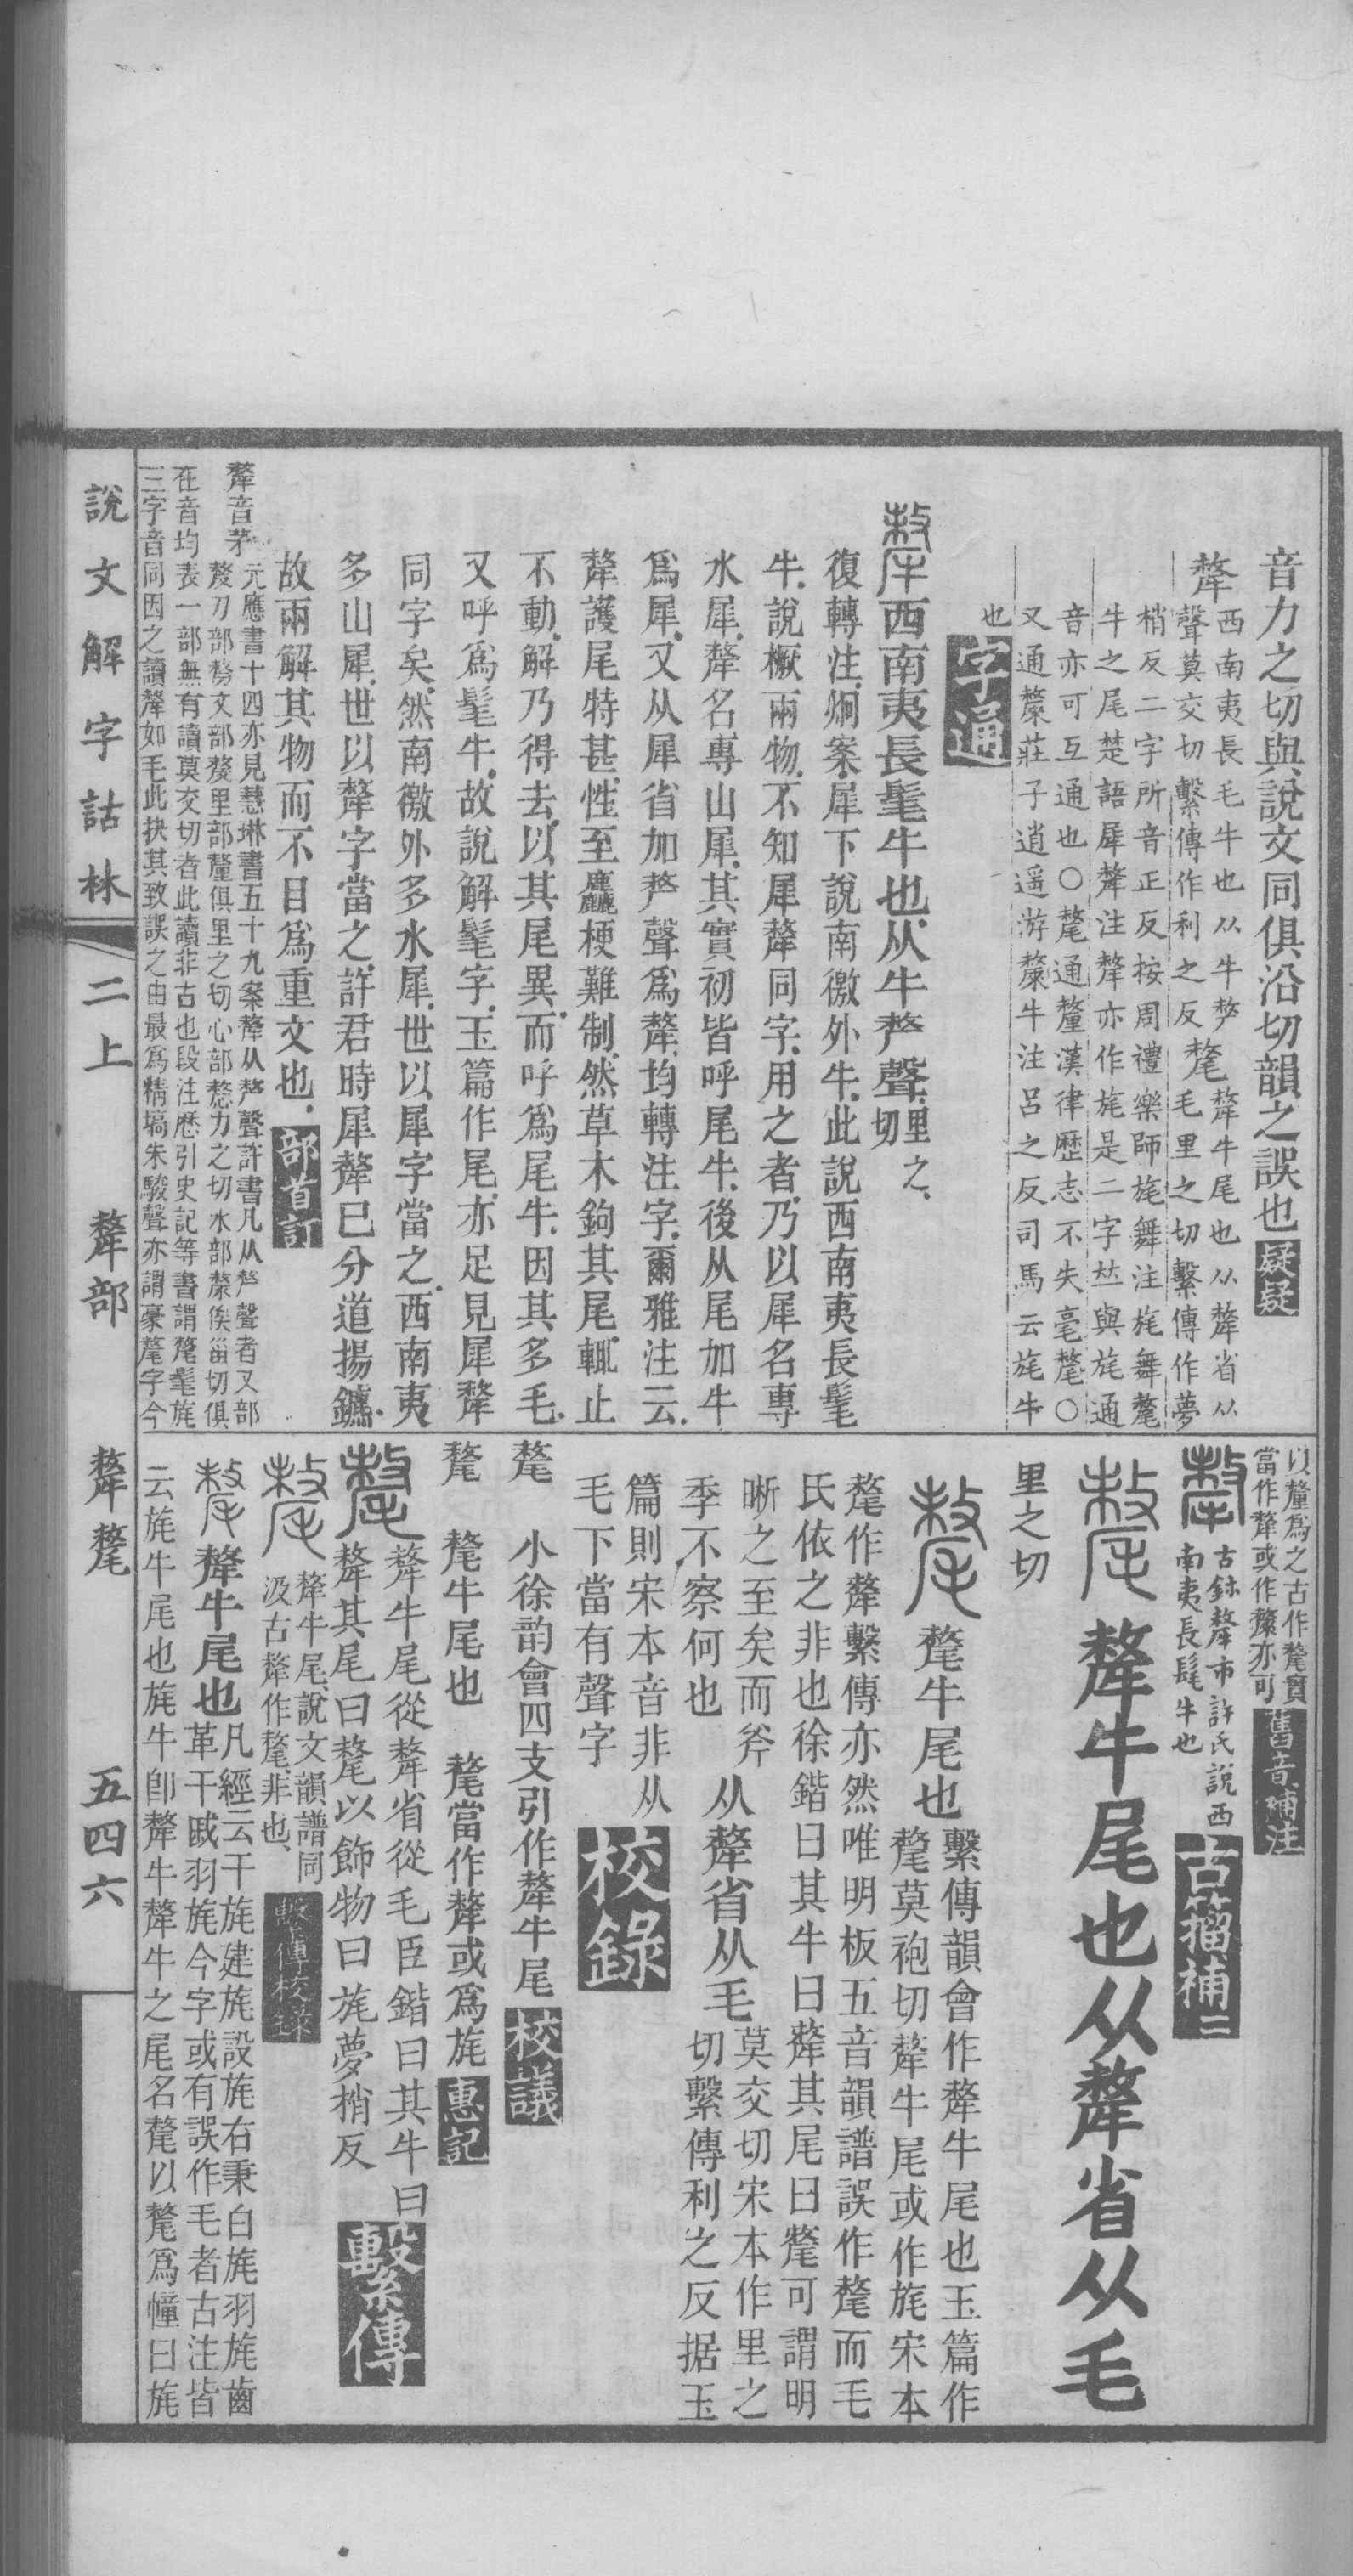 音力之切與說文同俱沿切韻之誤也疑疑
犛西南夷長毛牛也从牛𠩺聲莫交切繫傳作利之反氂犛牛尾也从犛省从毛里之切繫傳作夢
梢反二字所音正反按周禮樂師旄舞注旄舞氂
牛之尾楚語犀犛注犛亦作旄是二字𠀤與旄通
音亦可互通也○氂通釐漢律歷志不失毫氂○
又通斄莊子逍遥游斄牛注呂之反司馬云旄牛
也字通
西南夷長髦牛也从牛𠩺聲里之切
復轉注炯案犀下說南徼外牛此說西南夷長髦
牛說橛兩物不知犀犛同字用之者乃以犀名專
水犀犛名專山犀其實初皆呼尾牛後从尾加牛
爲犀又从犀省加𠩺聲爲犛均轉注字爾雅注云
犛護尾特甚性至麤梗難制然草木鉤其尾輒止
不動解乃得去以其尾異而呼爲尾牛因其多毛
又呼爲髦牛故說解髦字玉篇作尾亦足見犀犛
同字矣然南徼外多水犀世以犀字當之西南夷
多山犀世以犛字當之許君時犀犛已分道揚鑣
故兩解其物而不目爲重文也部首訂
犛音茅元應書十四亦見慧琳書五十九案犛从𠩺聲許書凡从𠩺聲者又部
𠭰刀部剺文部斄里部釐俱里之切心部嫠力之切水部漦俟甾切俱
在音均表一部無有讀莫交切者此讀非古也段注歷引史記等書謂氂髦旄
三字音同因之讀犛如毛此抉其致誤之由最爲精塙朱駿聲亦謂豪氂字今
以釐爲之古作氂實
當作犛或作斄亦可舊音補注
古鉥犛市許氏說西
南夷長髦牛也古籀補二
犛牛尾也从犛省从毛
里之切
氂牛尾也繫傳韻會作犛牛尾也玉篇作
氂莫袍切犛牛尾或作旄宋本
氂作犛繫傳亦然唯明板五音韻譜誤作氂而毛
氏依之非也徐鍇曰其牛曰犛其尾曰氂可謂明
晰之至矣而斧
季不察何也从犛省从毛莫交切宋本作里之
切繫傳利之反据玉
篇則宋本音非从
毛下當有聲字校錄
氂 小徐韵會四支引作犛牛尾校議
氂 氂牛尾也 氂當作犛或爲旄惠記
犛牛尾從犛省從毛臣鍇曰其牛曰
犛其尾曰氂以飾物曰旄夢梢反繫傳
犛牛尾說文韻譜同
汲古犛作氂非也繫傳校錄
犛牛尾也凡經云干旄建旄設旄右秉白旄羽旄齒
革干戚羽旄今字或有誤作毛者古注皆
云旄牛尾也旄牛卽犛牛犛牛之尾名氂以氂爲幢曰旄
說文解字詁林 二上 犛部 犛氂 五四六